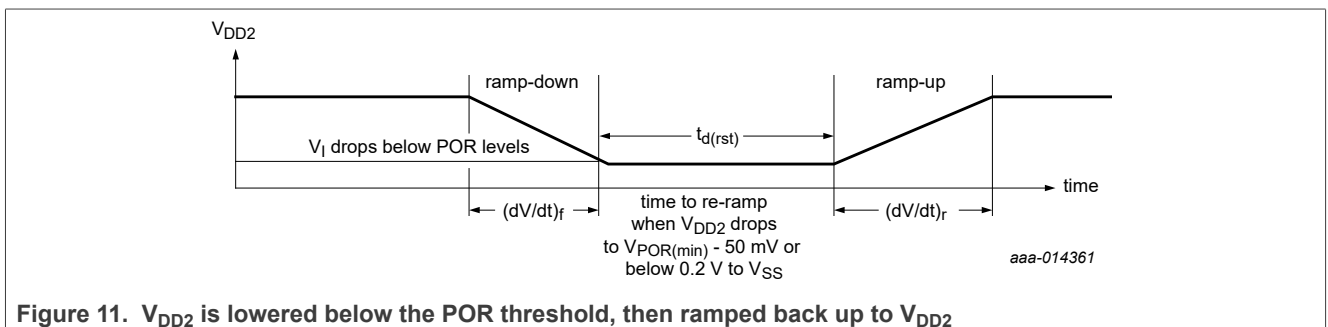 VDD2
ramp-down
ramp-up
td(rst)
VI drops below POR levels
time
(dV/dt)f
time to re-ramp
when VDD2 drops
to VPOR(min) - 50 mV or
below 0.2 V to VSS
(dV/dt)r
aaa-014361
Figure 11. VDD2 is lowered below the POR threshold, then ramped back up to VDD2